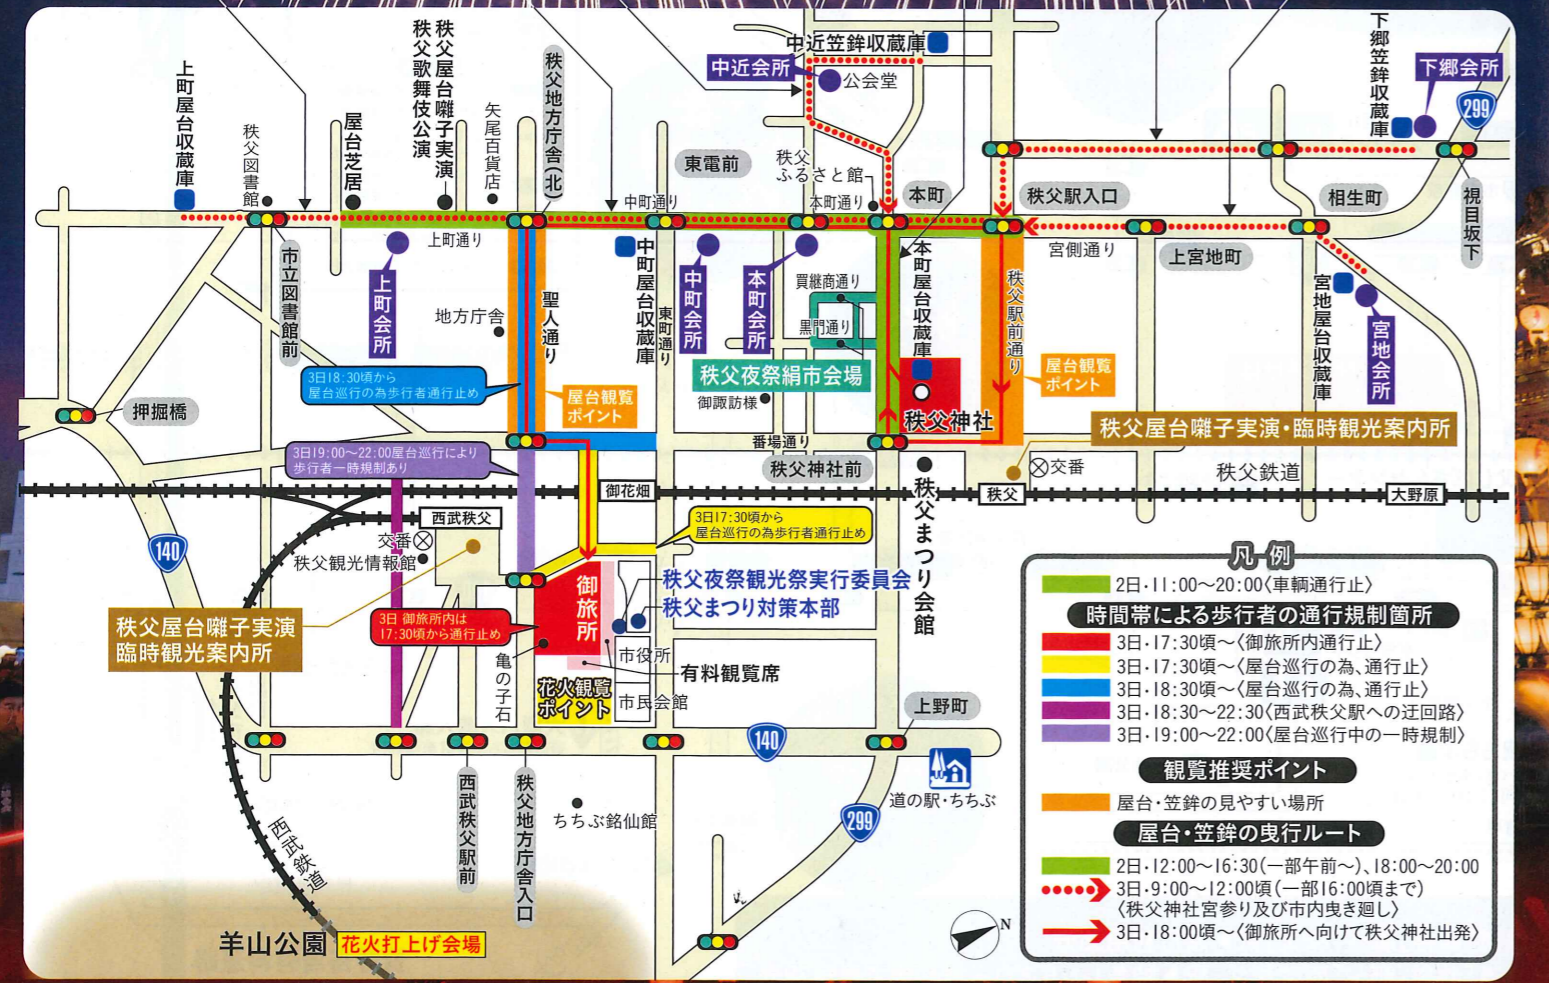 中近笠鉾収蔵庫
中近会所
公会堂
下郷笠鉾収蔵庫
下郷会所
299
上町屋台収蔵庫
秩父図書館
屋台芝居
秩父屋台囃子実演
秩父歌舞伎公演
矢尾百貨店
秩父地方庁舎(北)
東電前
秩父
ふるさと館
本町
秩父駅入口
相生町
視目坂下
中町通り
本町通り
上町通り
宮側通り
上宮地町
市立図書館前
上町会所
地方庁舎
聖人通り
中町屋台収蔵庫
東町通り
中町会所
本町会所
買継商通り
黒門通り
本町屋台収蔵庫
秩父駅前通り
宮地屋台収蔵庫
宮地会所
3日18:30頃から
屋台巡行の為歩行者通行止め
屋台観覧
ポイント
秩父夜祭絹市会場
御諏訪様
秩父神社
屋台観覧
ポイント
押堀橋
番場通り
秩父屋台囃子実演・臨時観光案内所
3日19:00〜22:00屋台巡行により
歩行者一時規制あり
秩父神社前
交番
秩父鉄道
御花畑
秩父
大野原
秩父まつり会館
西武秩父
3日17:30頃から
屋台巡行の為歩行者通行止め
140
交番
秩父観光情報館
御旅所
秩父夜祭観光祭実行委員会
秩父まつり対策本部
秩父屋台囃子実演
臨時観光案内所
3日 御旅所内は
17:30頃から通行止め
亀の子石
市役所
有料観覧席
花火観覧
ポイント
市民会館
上野町
140
道の駅・ちちぶ
西武秩父駅前
秩父地方庁舎入口
ちちぶ銘仙館
299
西武鉄道
羊山公園
花火打上げ会場
N
凡例
2日・11:00〜20:00〈車輌通行止〉
時間帯による歩行者の通行規制箇所
3日・17:30頃〜〈御旅所内通行止〉
3日・17:30頃〜〈屋台巡行の為、通行止〉
3日・18:30頃〜〈屋台巡行の為、通行止〉
3日・18:30〜22:30〈西武秩父駅への迂回路〉
3日・19:00〜22:00〈屋台巡行中の一時規制〉
観覧推奨ポイント
屋台・笠鉾の見やすい場所
屋台・笠鉾の曳行ルート
2日・12:00〜16:30(一部午前〜)、18:00〜20:00
3日・9:00〜12:00頃(一部16:00頃まで)
〈秩父神社宮参り及び市内曳き廻し〉
3日・18:00頃〜〈御旅所へ向けて秩父神社出発〉